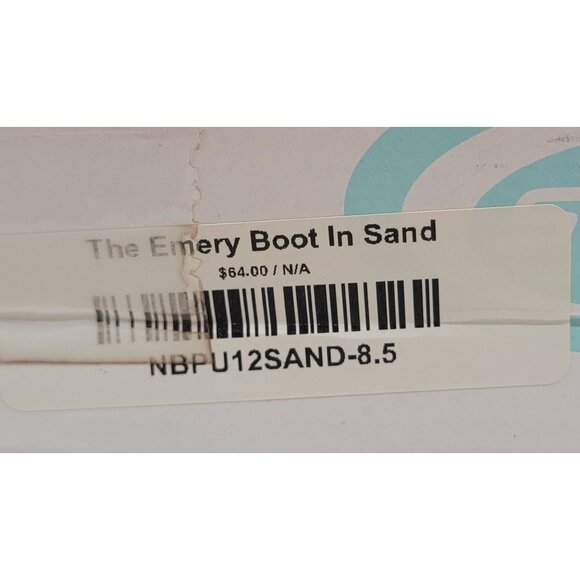 The Emery Boot In Sand
$64.00 / N/A
NBPU12SAND-8.5